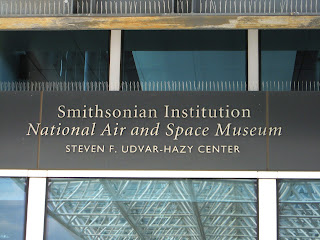 Smithsonian Institution
National Air and Space Museum
STEVEN F. UDVAR-HAZY CENTER